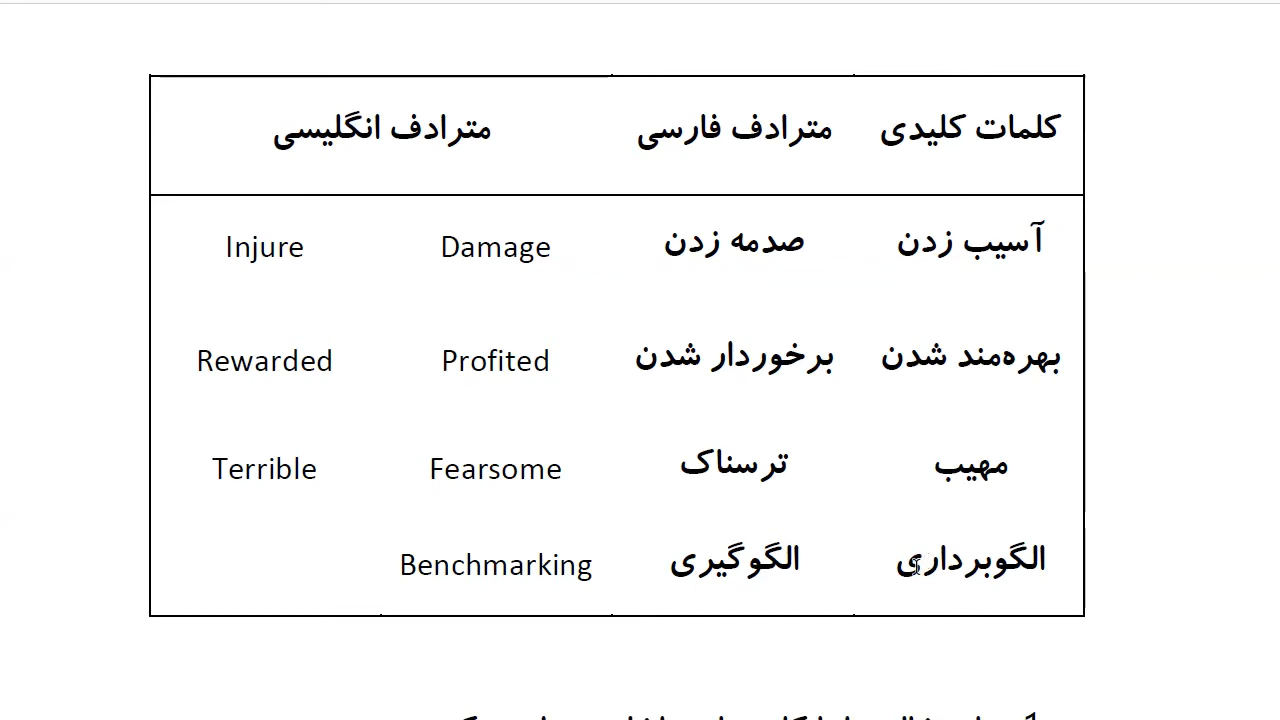 کلمات کلیدی مترادف فارسی مترادف انگلیسی
آسیب زدن صدمه زدن Damage Injure
بهره‌مند شدن برخوردار شدن Profited Rewarded
مهیب ترسناک Fearsome Terrible
الگوبرداری الگوگیری Benchmarking